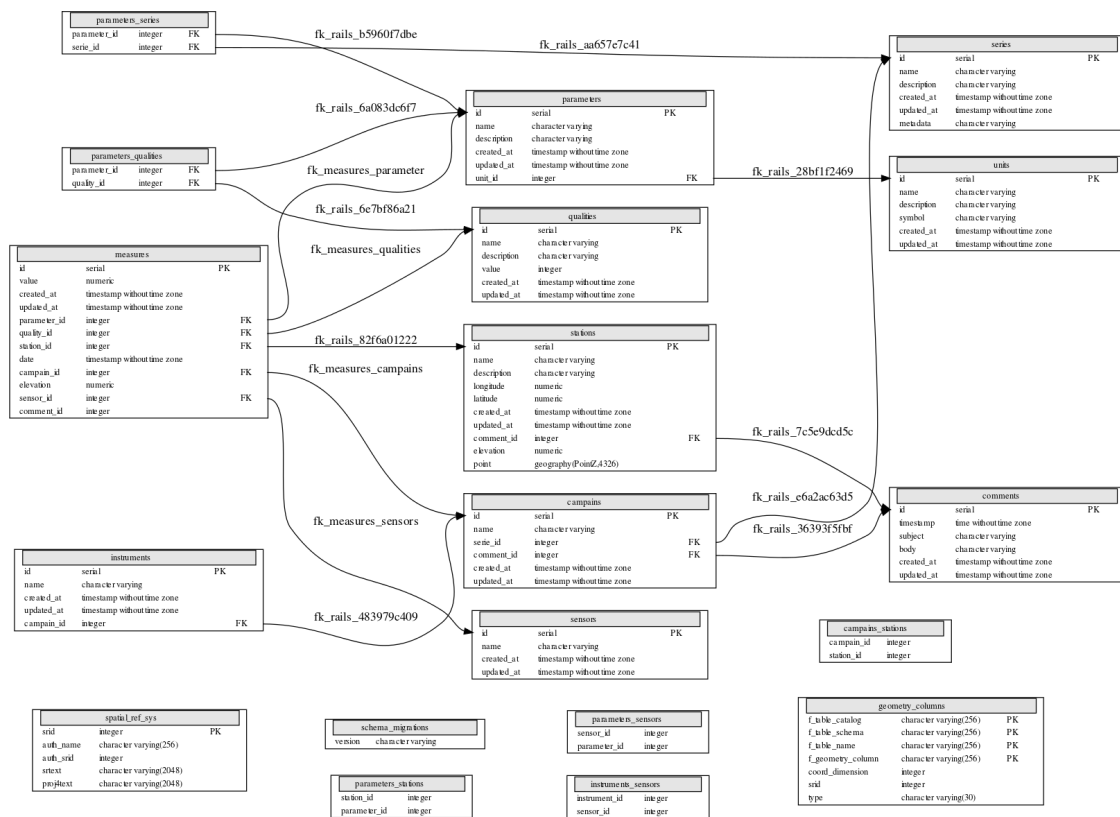 parameters_series
parameter_id integer FK
serie_id integer FK
fk_rails_b5960f7dbe
fk_rails_aa657e7c41
series
id serial PK
name character varying
description character varying
created_at timestamp without time zone
updated_at timestamp without time zone
metadata character varying
fk_rails_6a083dc6f7
parameters
id serial PK
name character varying
description character varying
created_at timestamp without time zone
updated_at timestamp without time zone
unit_id integer FK
parameters_qualities
parameter_id integer FK
quality_id integer FK
fk_measures_parameter
fk_rails_28bf1f2469
units
id serial PK
name character varying
description character varying
symbol character varying
created_at timestamp without time zone
updated_at timestamp without time zone
fk_rails_6e7bf86a21
fk_measures_qualities
qualities
id serial PK
name character varying
description character varying
value integer
created_at timestamp without time zone
updated_at timestamp without time zone
measures
id serial PK
value numeric
created_at timestamp without time zone
updated_at timestamp without time zone
parameter_id integer FK
quality_id integer FK
station_id integer FK
date timestamp without time zone
campain_id integer FK
elevation numeric
sensor_id integer FK
comment_id integer
fk_rails_82f6a01222
fk_measures_campains
stations
id serial PK
name character varying
description character varying
longitude numeric
latitude numeric
created_at timestamp without time zone
updated_at timestamp without time zone
comment_id integer FK
elevation numeric
point geography(PointZ,4326)
fk_rails_7c5e9dcd5c
fk_rails_e6a2ac63d5
fk_rails_36393f5fbf
fk_measures_sensors
campains
id serial PK
name character varying
serie_id integer FK
comment_id integer FK
created_at timestamp without time zone
updated_at timestamp without time zone
comments
id serial PK
timestamp time without time zone
subject character varying
body character varying
created_at timestamp without time zone
updated_at timestamp without time zone
instruments
id serial PK
name character varying
created_at timestamp without time zone
updated_at timestamp without time zone
campain_id integer FK
fk_rails_483979c409
sensors
id serial PK
name character varying
created_at timestamp without time zone
updated_at timestamp without time zone
campains_stations
campain_id integer
station_id integer
spatial_ref_sys
srid integer PK
auth_name character varying(256)
auth_srid integer
srtext character varying(2048)
proj4text character varying(2048)
schema_migrations
version character varying
parameters_sensors
sensor_id integer
parameter_id integer
geometry_columns
f_table_catalog character varying(256) PK
f_table_schema character varying(256) PK
f_table_name character varying(256) PK
f_geometry_column character varying(256) PK
coord_dimension integer
srid integer
type character varying(30)
parameters_stations
station_id integer
parameter_id integer
instruments_sensors
instrument_id integer
sensor_id integer